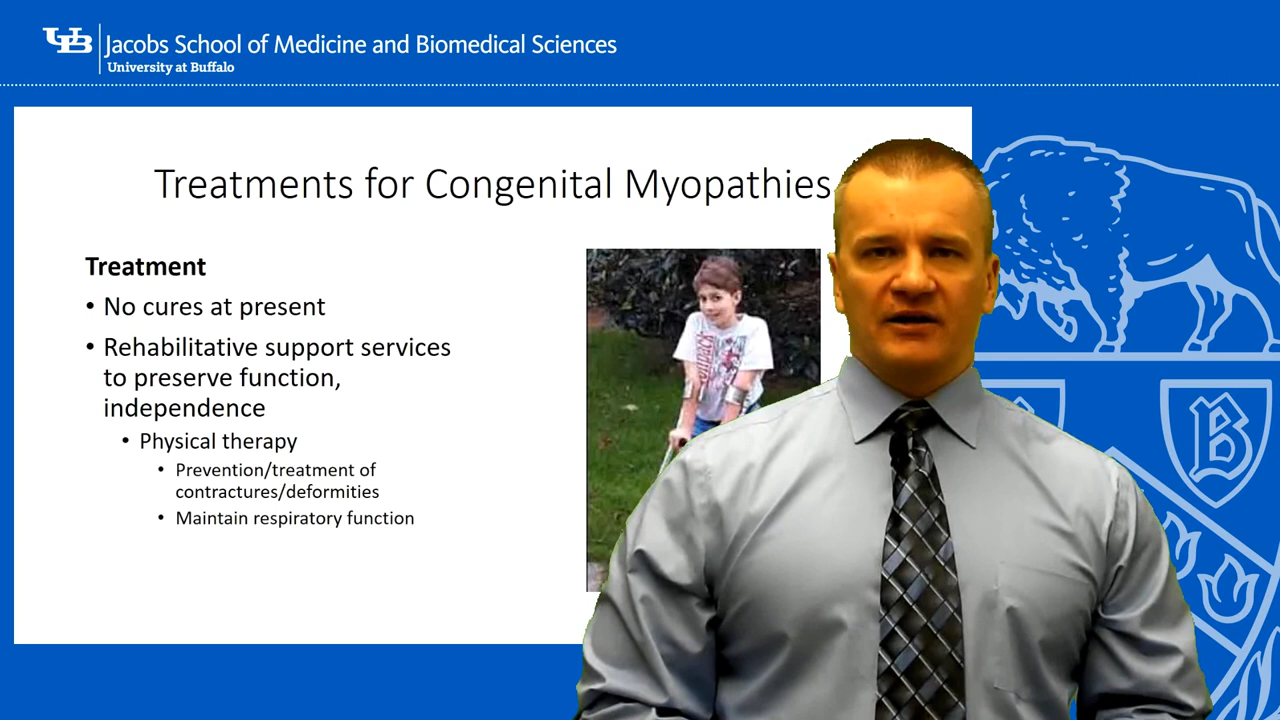 UB
Jacobs School of Medicine and Biomedical Sciences
University at Buffalo
Treatments for Congenital Myopathies
Treatment
• No cures at present
• Rehabilitative support services
to preserve function,
independence
• Physical therapy
• Prevention/treatment of
contractures/deformities
• Maintain respiratory function
B